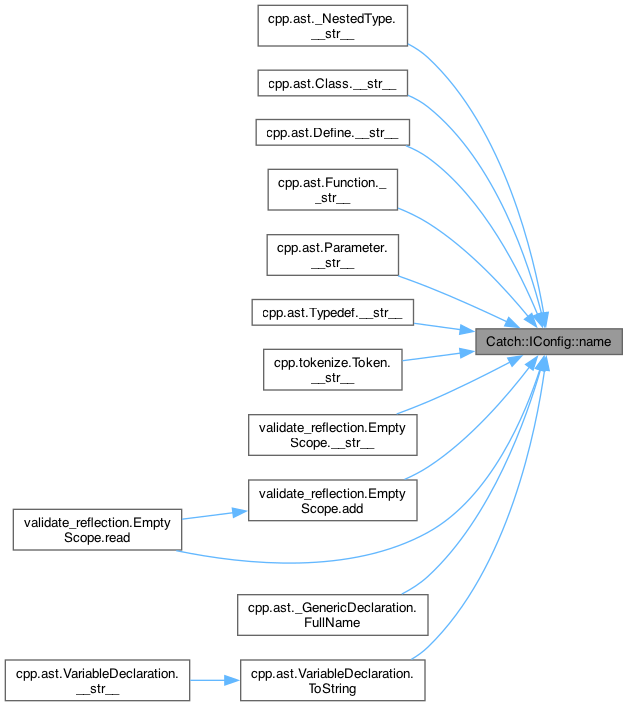 cpp.ast._NestedType.
__str__
cpp.ast.Class.__str__
cpp.ast.Define.__str__
cpp.ast.Function._
_str__
cpp.ast.Parameter.
__str__
cpp.ast.Typedef.__str__
Catch::IConfig::name
cpp.tokenize.Token.
__str__
validate_reflection.Empty
Scope.__str__
validate_reflection.Empty
Scope.add
validate_reflection.Empty
Scope.read
cpp.ast._GenericDeclaration.
FullName
cpp.ast.VariableDeclaration.
__str__
cpp.ast.VariableDeclaration.
ToString